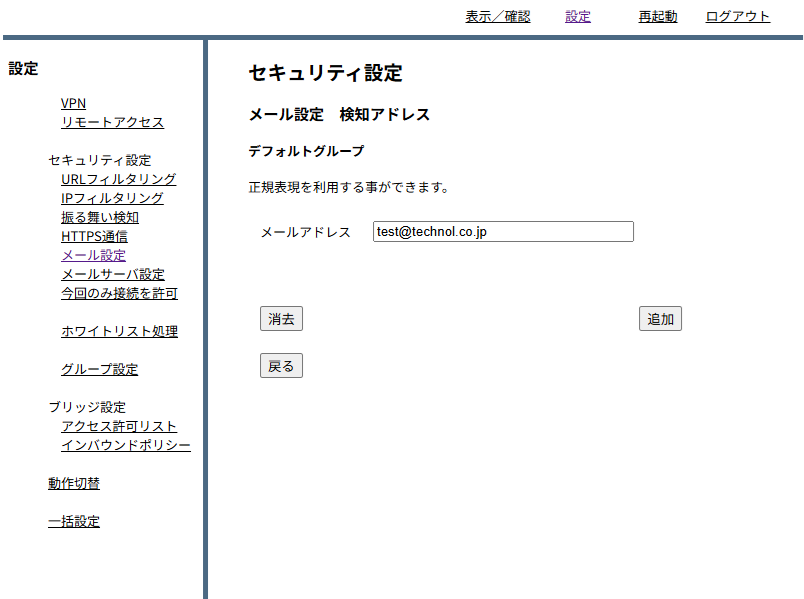 表示／確認 設定 再起動 ログアウト
設定
VPN
リモートアクセス
セキュリティ設定
URLフィルタリング
IPフィルタリング
振る舞い検知
HTTPS通信
メール設定
メールサーバ設定
今回のみ接続を許可
ホワイトリスト処理
グループ設定
ブリッジ設定
アクセス許可リスト
インバウンドポリシー
動作切替
一括設定
セキュリティ設定
メール設定　検知アドレス
デフォルトグループ
正規表現を利用する事ができます。
メールアドレス test@technol.co.jp
消去 追加
戻る